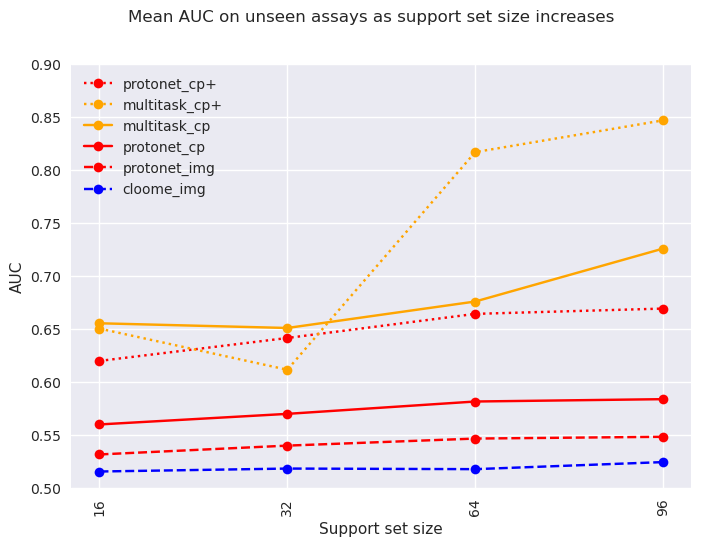 Mean AUC on unseen assays as support set size increases
protonet_cp+
multitask_cp+
multitask_cp
protonet_cp
protonet_img
cloome_img
0.90
0.85
0.80
0.75
0.70
0.65
0.60
0.55
0.50
AUC
16
32
64
96
Support set size